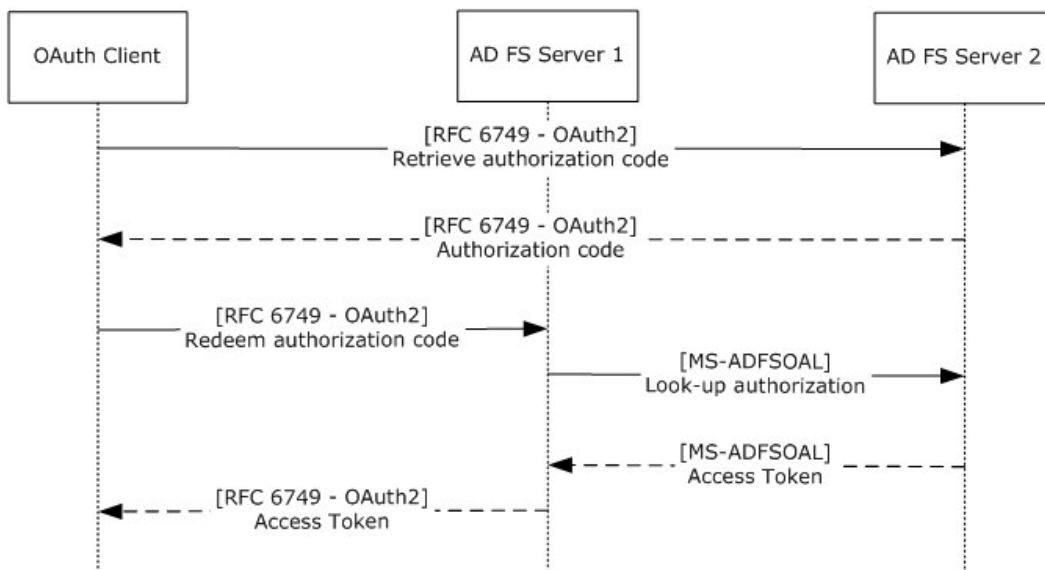 OAuth Client
AD FS Server 1
AD FS Server 2
[RFC 6749 - OAuth2]
Retrieve authorization code
[RFC 6749 - OAuth2]
Authorization code
[RFC 6749 - OAuth2]
Redeem authorization code
[MS-ADFSOAL]
Look-up authorization
[MS-ADFSOAL]
Access Token
[RFC 6749 - OAuth2]
Access Token